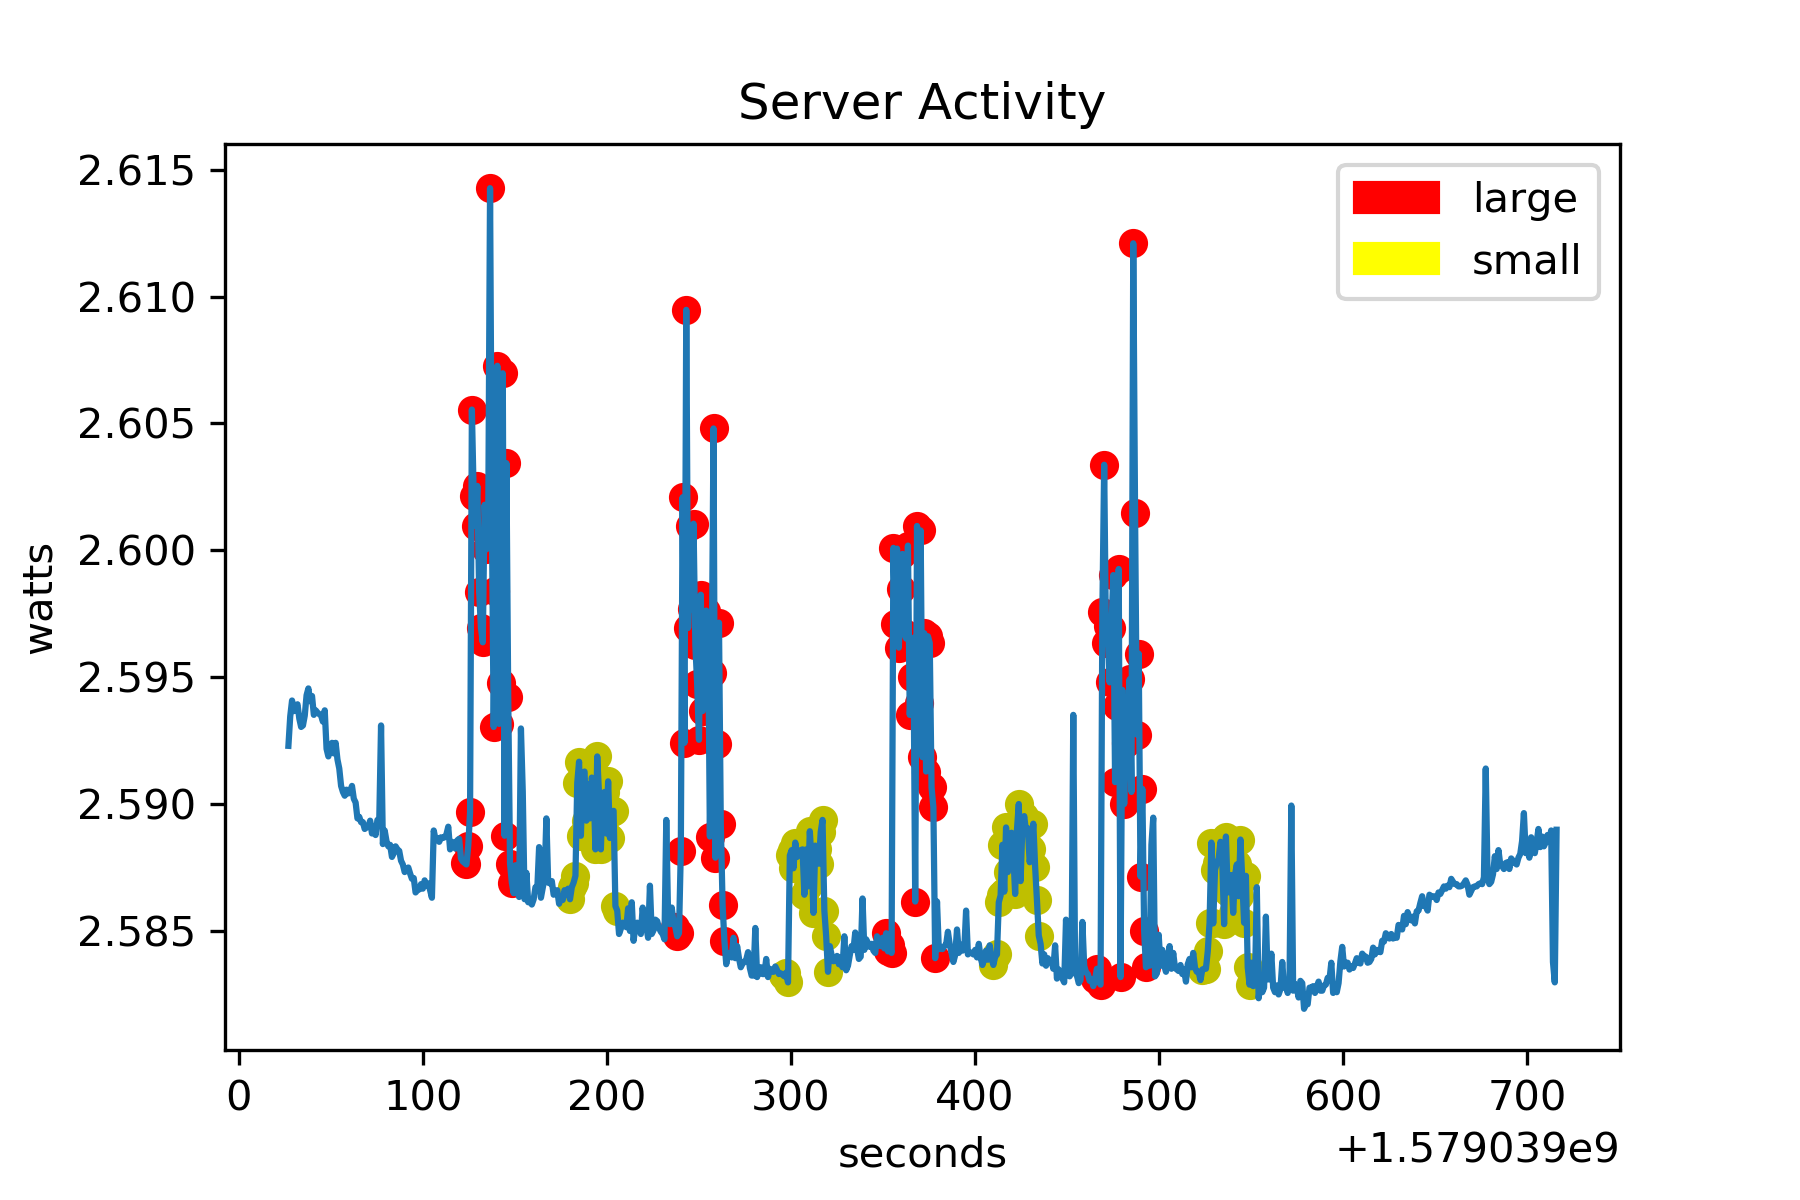 Server Activity
large
small
2.615
2.610
2.605
2.600
2.595
2.590
2.585
watts
0 100 200 300 400 500 600 700
seconds
+1.579039e9